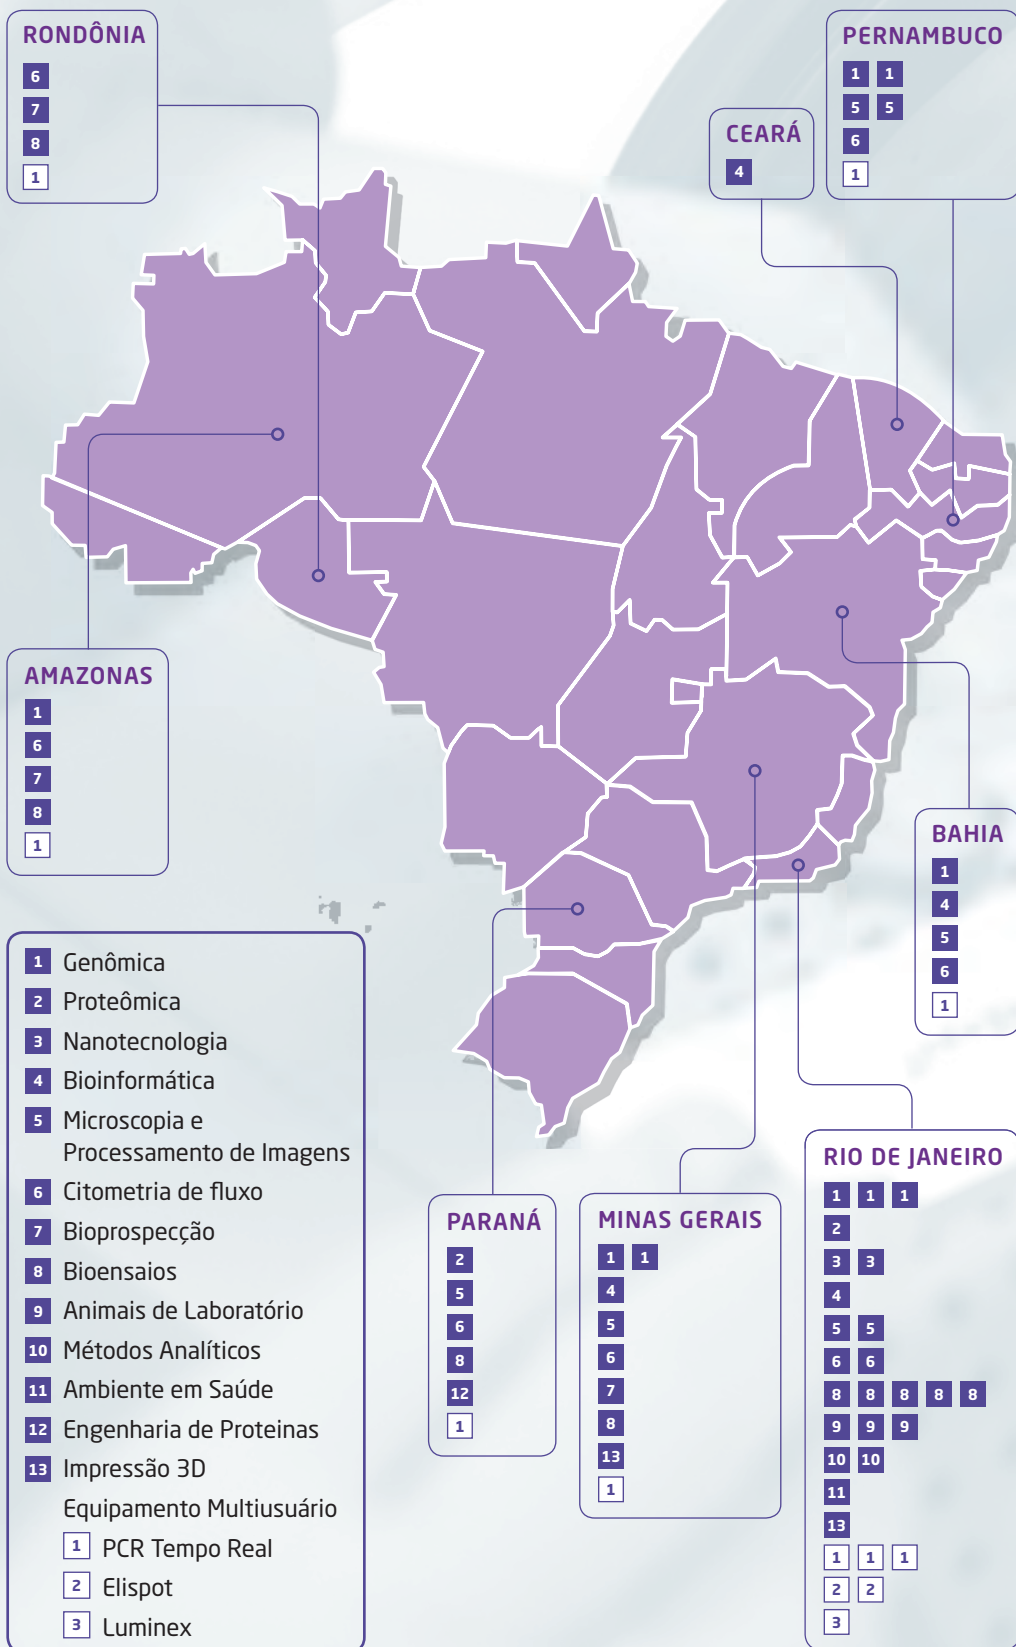 RONDÔNIA
6
7
8
1
PERNAMBUCO
1 1
5 5
6
1
CEARÁ
4
AMAZONAS
1
6
7
8
1
BAHIA
1
4
5
6
1
1 Genômica
2 Proteômica
3 Nanotecnologia
4 Bioinformática
5 Microscopia e
Processamento de Imagens
6 Citometria de fluxo
7 Bioprospecção
8 Bioensaios
9 Animais de Laboratório
10 Métodos Analíticos
11 Ambiente em Saúde
12 Engenharia de Proteinas
13 Impressão 3D
Equipamento Multiusuário
1 PCR Tempo Real
2 Elispot
3 Luminex
PARANÁ
2
5
6
8
12
1
MINAS GERAIS
1 1
4
5
6
7
8
13
1
RIO DE JANEIRO
1 1 1
2
3 3
4
5 5
6 6
8 8 8 8 8
9 9 9
10 10
11
13
1 1 1
2 2
3